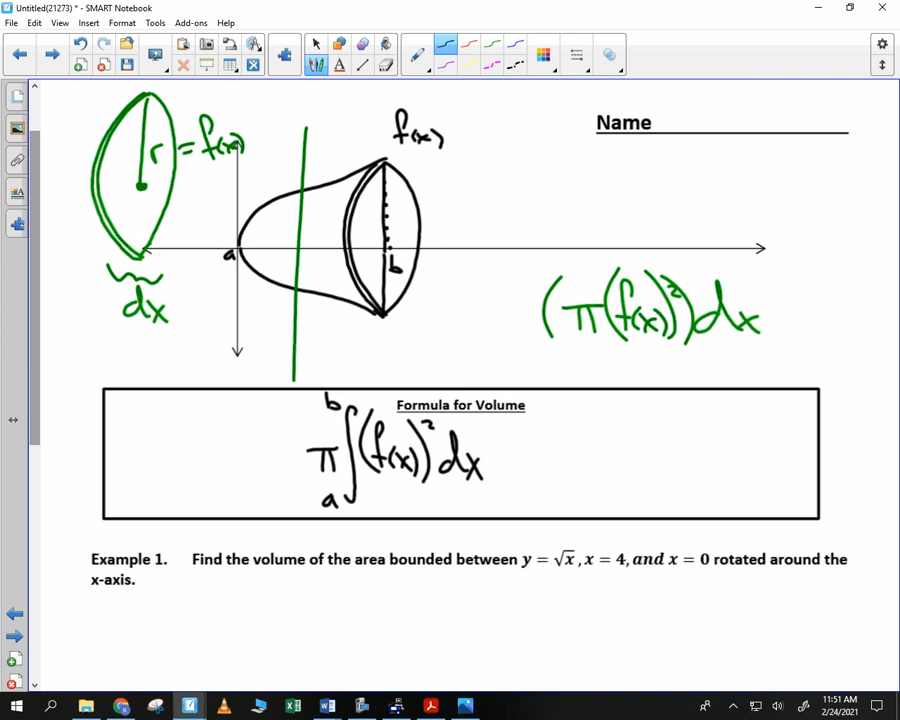 Untitled(21273) * - SMART Notebook
File Edit View Insert Format Tools Add-ons Help
f(x)
Name
r = f(x)
a
b
dx
(π(f(x))²)dx
Formula for Volume
π∫ₐᵇ(f(x))²dx
Example 1. Find the volume of the area bounded between y = √x, x = 4, and x = 0 rotated around the
x-axis.
11:51 AM
2/24/2021